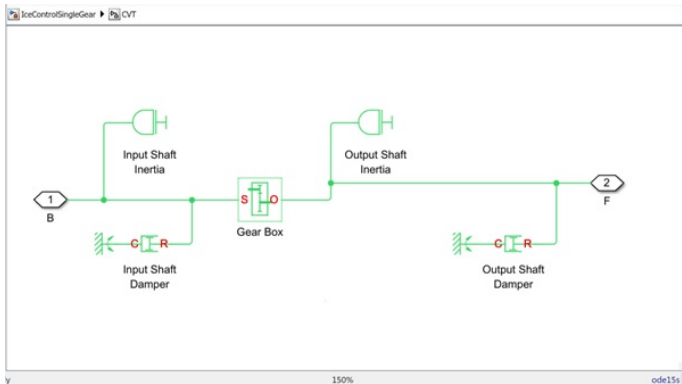 IceControlSingleGear CVT
Input Shaft
Inertia
Output Shaft
Inertia
1
B
S O
Gear Box
2
F
C R
Input Shaft
Damper
C R
Output Shaft
Damper
y 150% ode15s